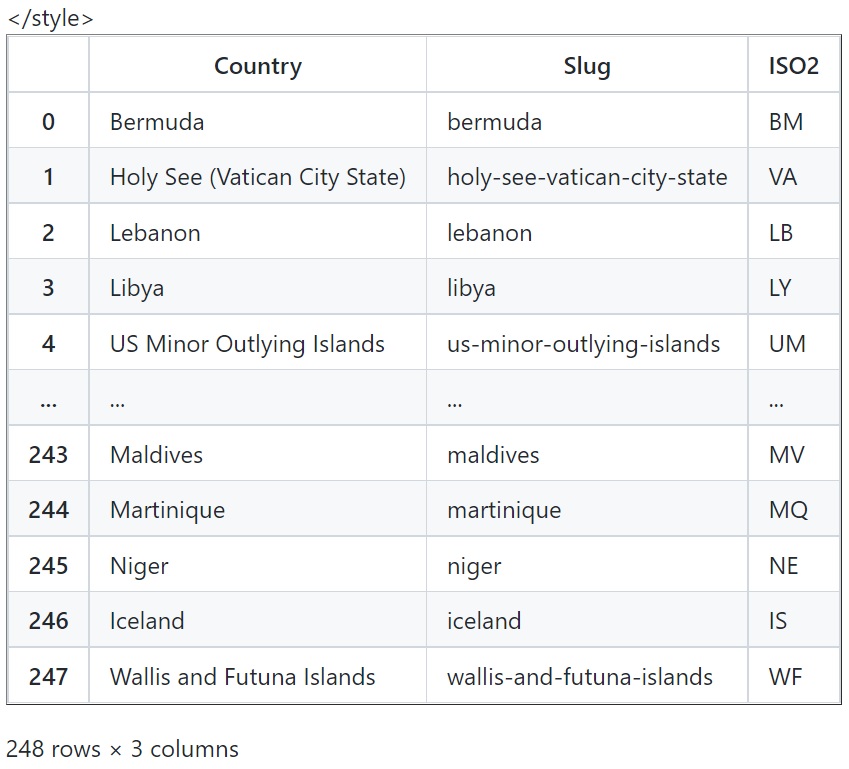 </style>
Country Slug ISO2
0 Bermuda bermuda BM
1 Holy See (Vatican City State) holy-see-vatican-city-state VA
2 Lebanon lebanon LB
3 Libya libya LY
4 US Minor Outlying Islands us-minor-outlying-islands UM
... ... ... ...
243 Maldives maldives MV
244 Martinique martinique MQ
245 Niger niger NE
246 Iceland iceland IS
247 Wallis and Futuna Islands wallis-and-futuna-islands WF
248 rows × 3 columns